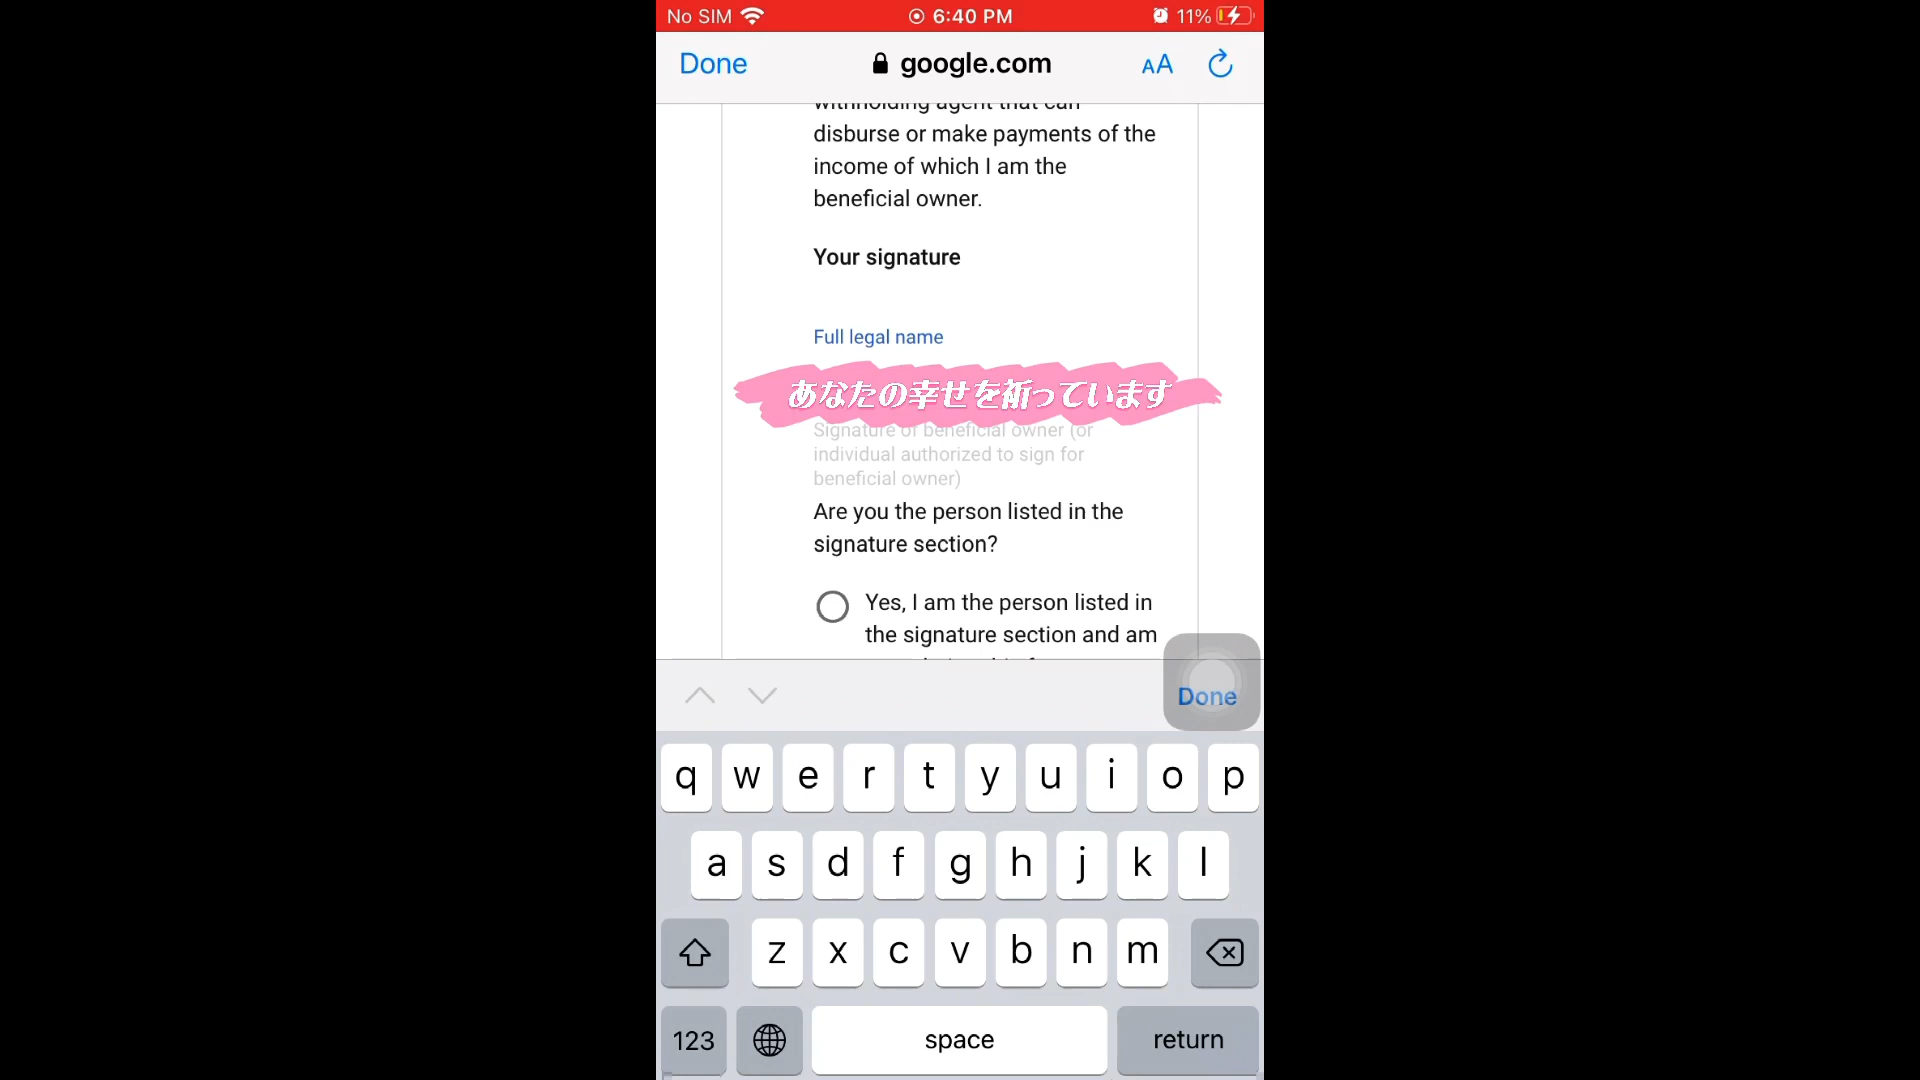 No SIM 6:40 PM 11%
Done google.com AA
withholding agent that can
disburse or make payments of the
income of which I am the
beneficial owner.
Your signature
Full legal name
あなたの幸せを祈っています
Signature of beneficial owner (or
individual authorized to sign for
beneficial owner)
Are you the person listed in the
signature section?
Yes, I am the person listed in
the signature section and am
Done
q w e r t y u i o p
a s d f g h j k l
z x c v b n m
123 space return